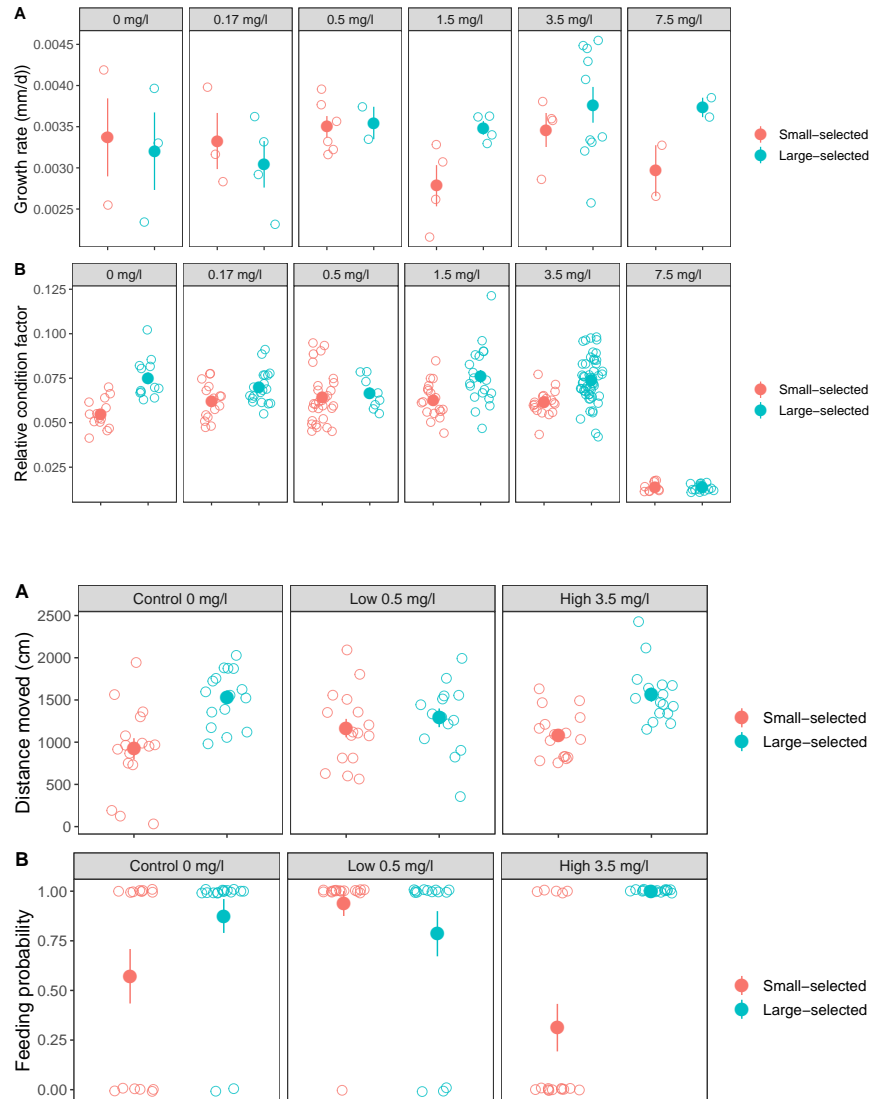 A
0 mg/l 0.17 mg/l 0.5 mg/l 1.5 mg/l 3.5 mg/l 7.5 mg/l
Growth rate (mm/d))
0.0045
0.0040
0.0035
0.0030
0.0025
Small−selected
Large−selected
B
0 mg/l 0.17 mg/l 0.5 mg/l 1.5 mg/l 3.5 mg/l 7.5 mg/l
Relative condition factor
0.125
0.100
0.075
0.050
0.025
Small−selected
Large−selected
A
Control 0 mg/l Low 0.5 mg/l High 3.5 mg/l
Distance moved (cm)
2500
2000
1500
1000
500
0
Small−selected
Large−selected
B
Control 0 mg/l Low 0.5 mg/l High 3.5 mg/l
Feeding probability
1.00
0.75
0.50
0.25
0.00
Small−selected
Large−selected